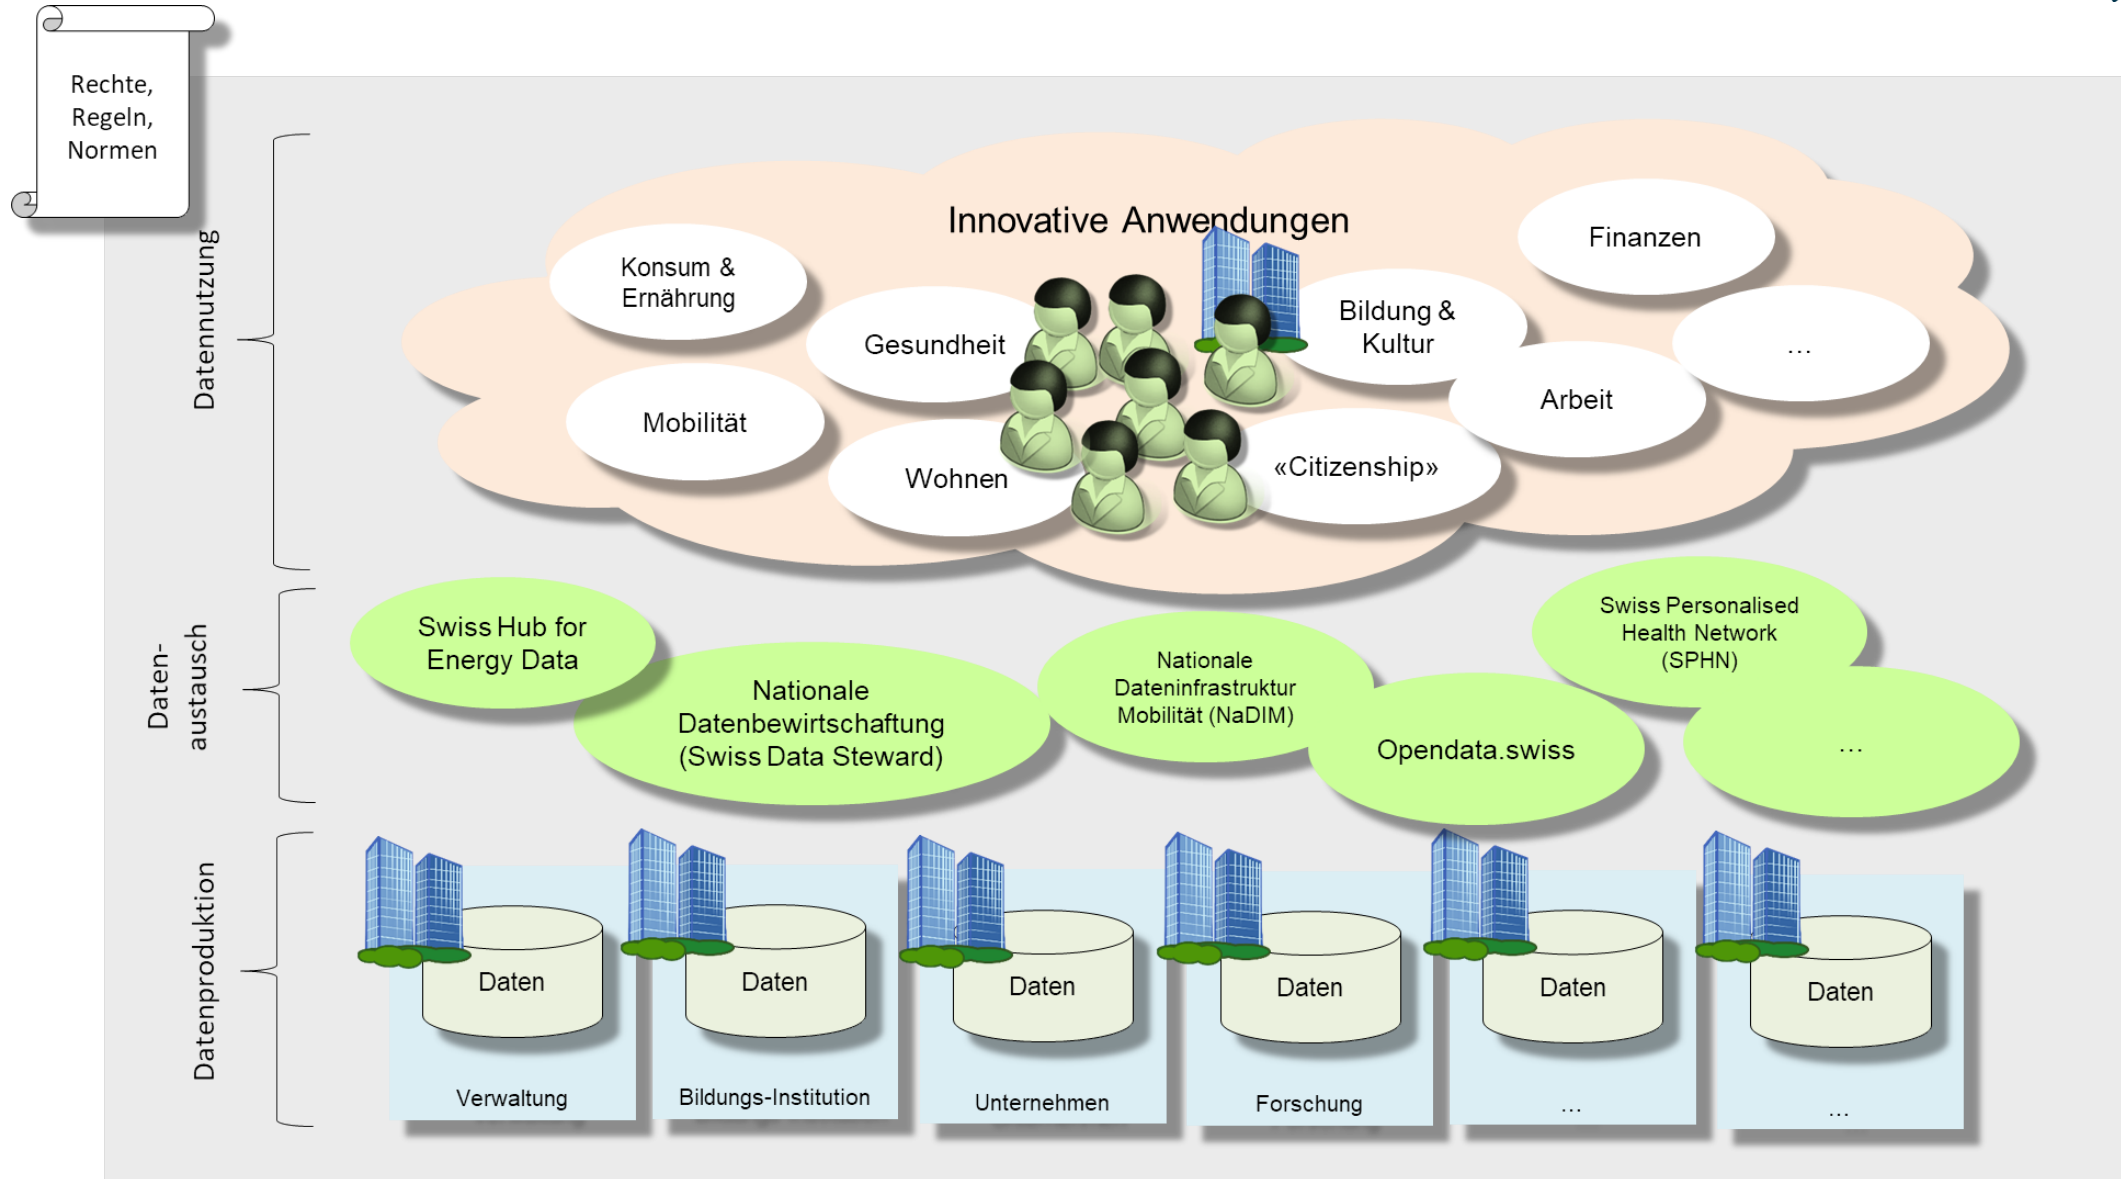 Rechte,
Regeln,
Normen
Datennutzung
Innovative Anwendungen
Konsum &
Ernährung
Gesundheit
Mobilität
Wohnen
Bildung &
Kultur
Finanzen
...
Arbeit
«Citizenship»
Daten-
austausch
Swiss Hub for
Energy Data
Nationale
Datenbewirtschaftung
(Swiss Data Steward)
Nationale
Dateninfrastruktur
Mobilität (NaDIM)
Opendata.swiss
Swiss Personalised
Health Network
(SPHN)
...
Datenproduktion
Daten
Verwaltung
Daten
Bildungs-Institution
Daten
Unternehmen
Daten
Forschung
Daten
...
Daten
...